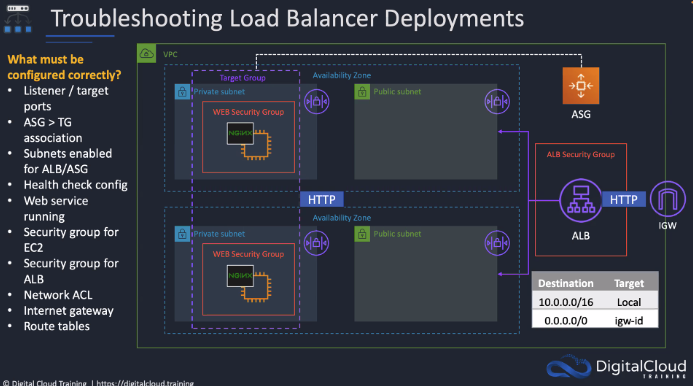 Troubleshooting Load Balancer Deployments
What must be
configured correctly?
• Listener / target
ports
• ASG > TG
association
• Subnets enabled
for ALB/ASG
• Health check config
• Web service
running
• Security group for
EC2
• Security group for
ALB
• Network ACL
• Internet gateway
• Route tables
VPC
Availability Zone
Target Group
Private subnet
Public subnet
WEB Security Group
NGINX
ASG
ALB Security Group
HTTP
HTTP
ALB
IGW
Availability Zone
Private subnet
Public subnet
WEB Security Group
NGINX
Destination Target
10.0.0.0/16 Local
0.0.0.0/0 igw-id
DigitalCloud
TRAINING
© Digital Cloud Training | https://digitalcloud.training